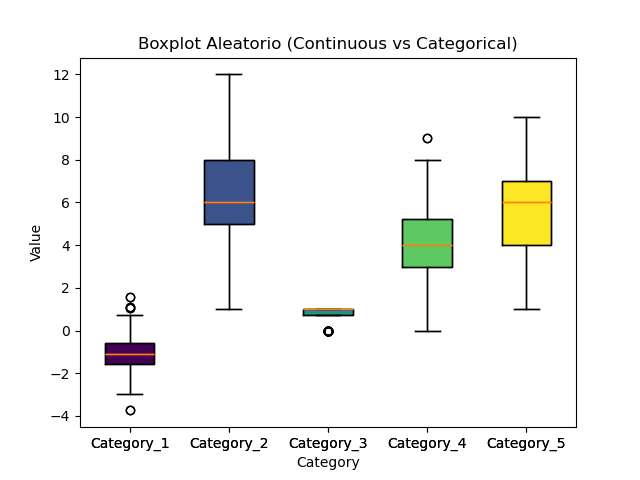 Boxplot Aleatorio (Continuous vs Categorical)
Value
12
10
8
6
4
2
0
−2
−4
Category_1 Category_2 Category_3 Category_4 Category_5
Category